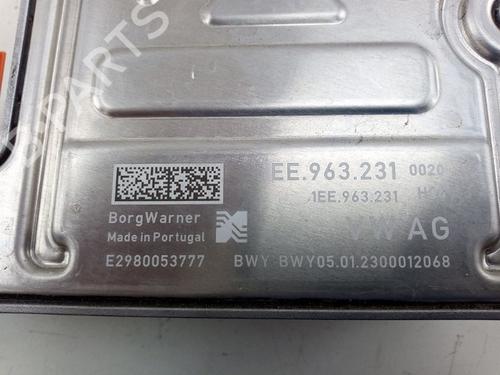 EE.963.231 0020
1EE.963.231
BorgWarner
Made in Portugal
VW AG
E2980053777 BWY BWY05.01.2300012068